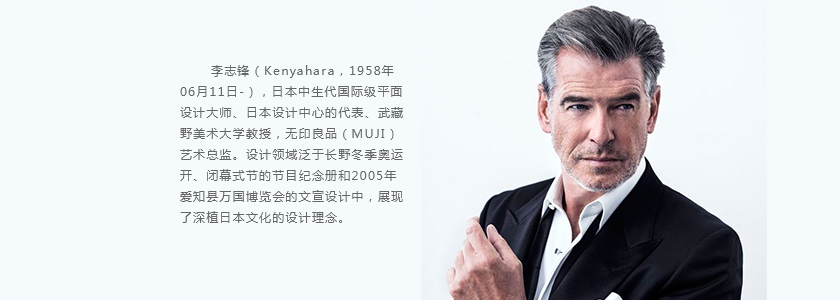 李志锋（Kenyahara，1958年
06月11日-），日本中生代国际级平面
设计大师、日本设计中心的代表、武藏
野美术大学教授，无印良品（MUJI）
艺术总监。设计领域泛于长野冬季奥运
开、闭幕式节的节目纪念册和2005年
爱知县万国博览会的文宣设计中，展现
了深植日本文化的设计理念。